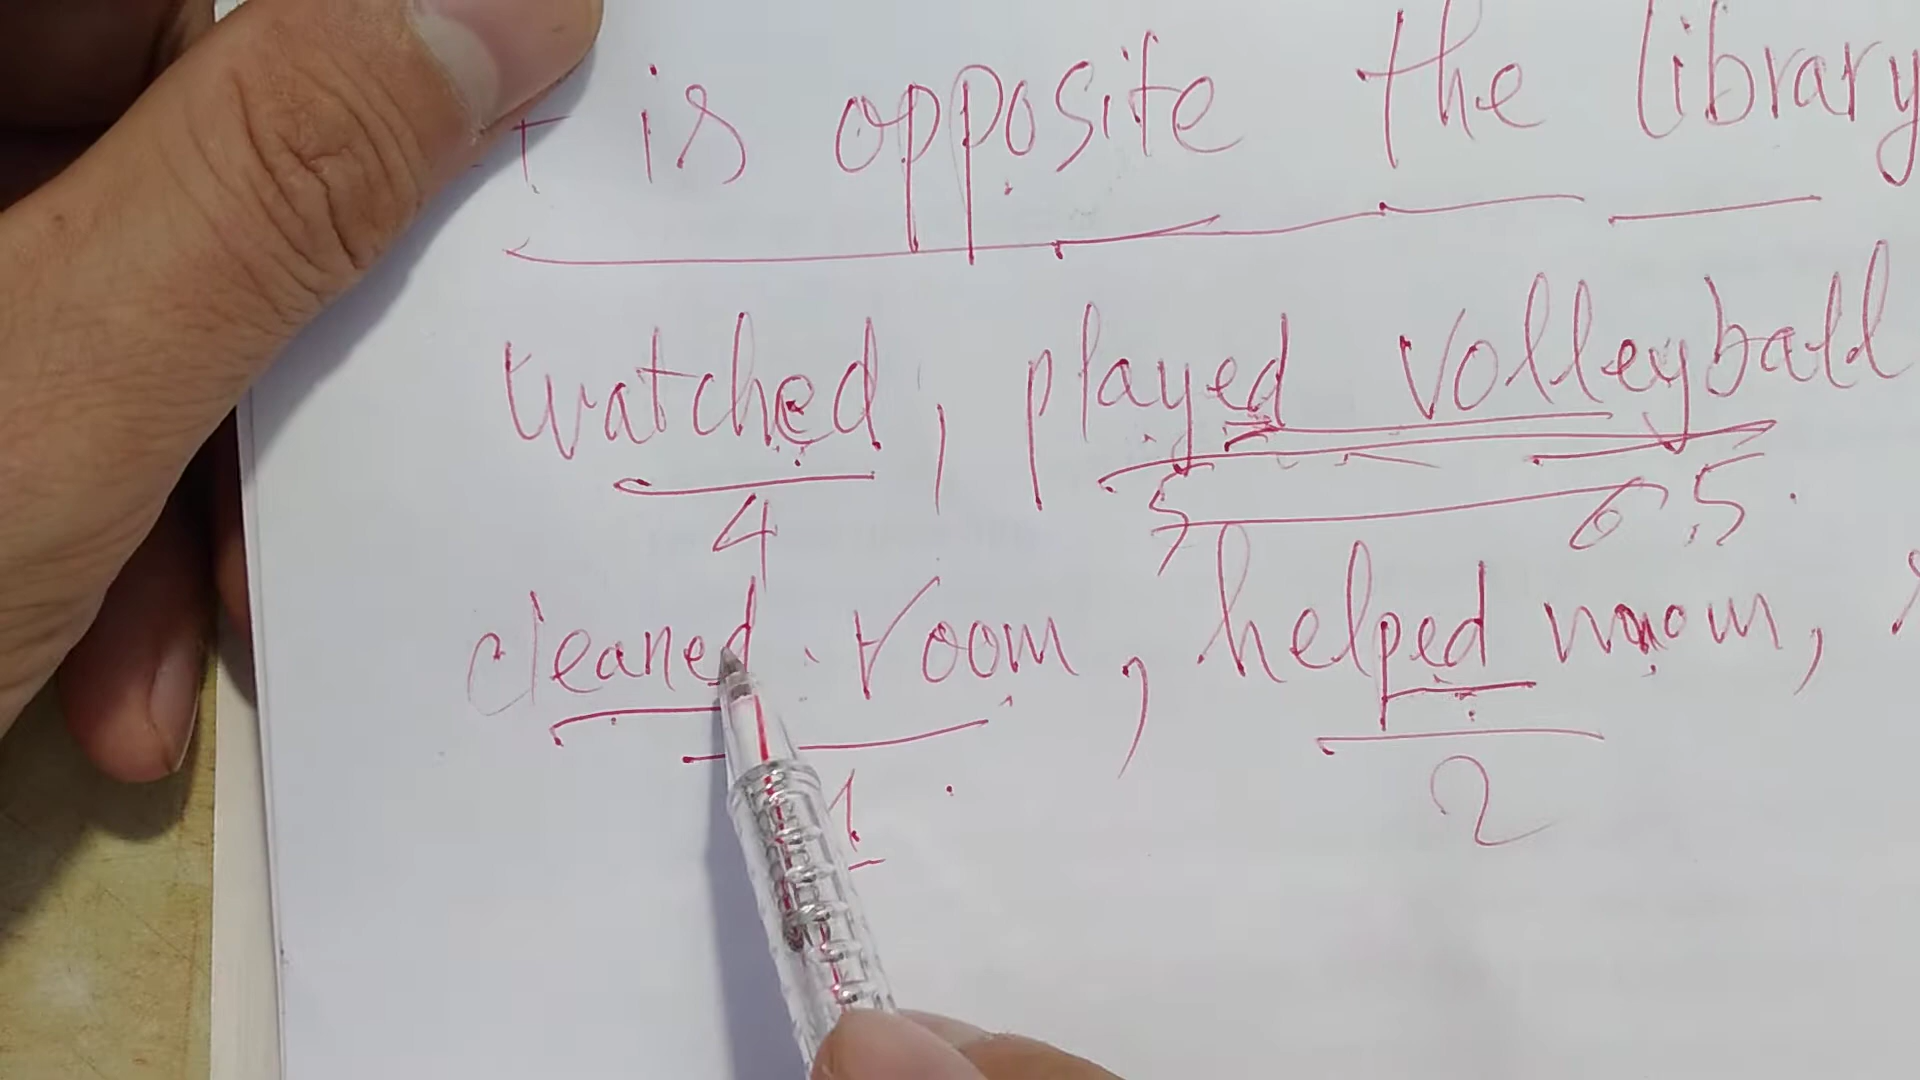 is opposite the library
watched, played volleyball
4 5 6.5.
cleaned room, helped mom,
1 2